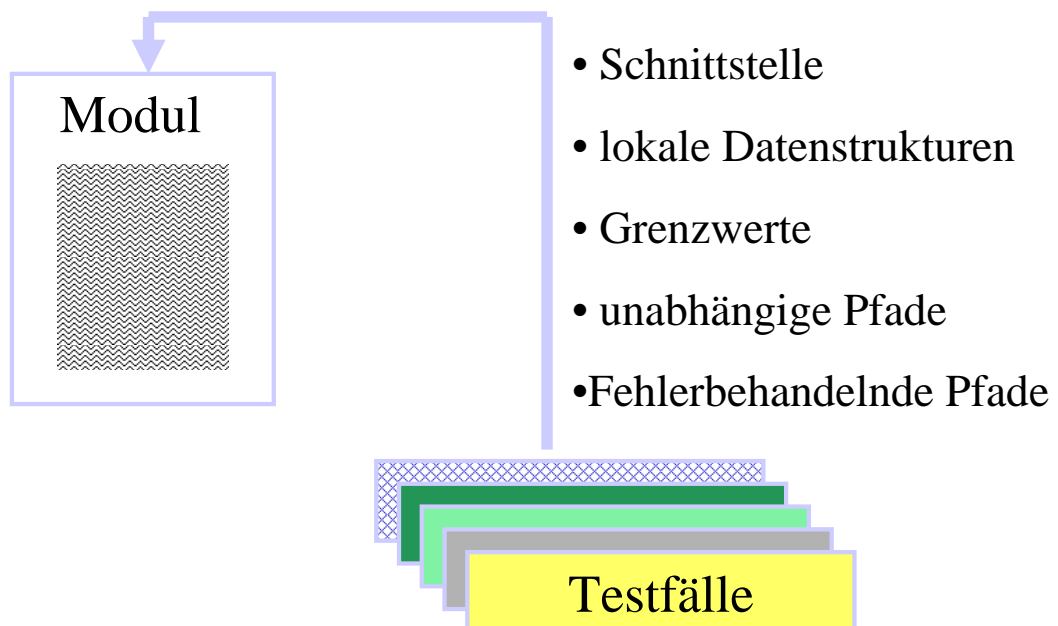 Modul
• Schnittstelle
• lokale Datenstrukturen
• Grenzwerte
• unabhängige Pfade
•Fehlerbehandelnde Pfade
Testfälle